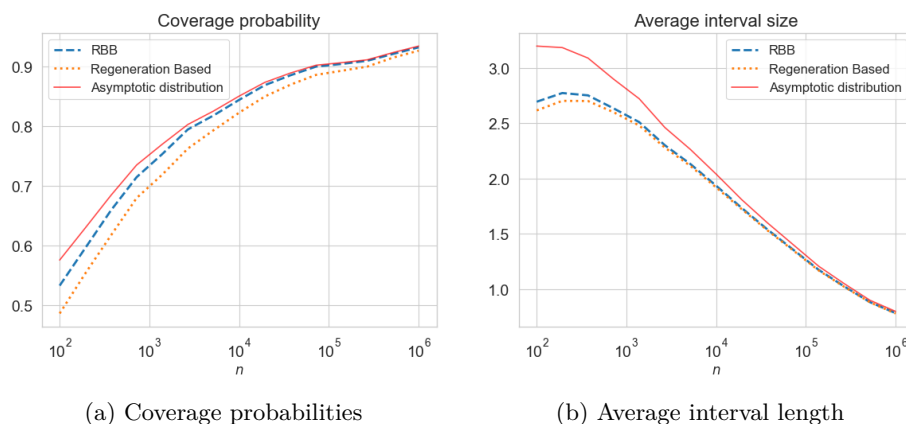 Coverage probability
RBB
Regeneration Based
Asymptotic distribution
0.9
0.8
0.7
0.6
0.5
10^2 10^3 10^4 10^5 10^6
n
(a) Coverage probabilities
Average interval size
RBB
Regeneration Based
Asymptotic distribution
3.0
2.5
2.0
1.5
1.0
10^2 10^3 10^4 10^5 10^6
n
(b) Average interval length